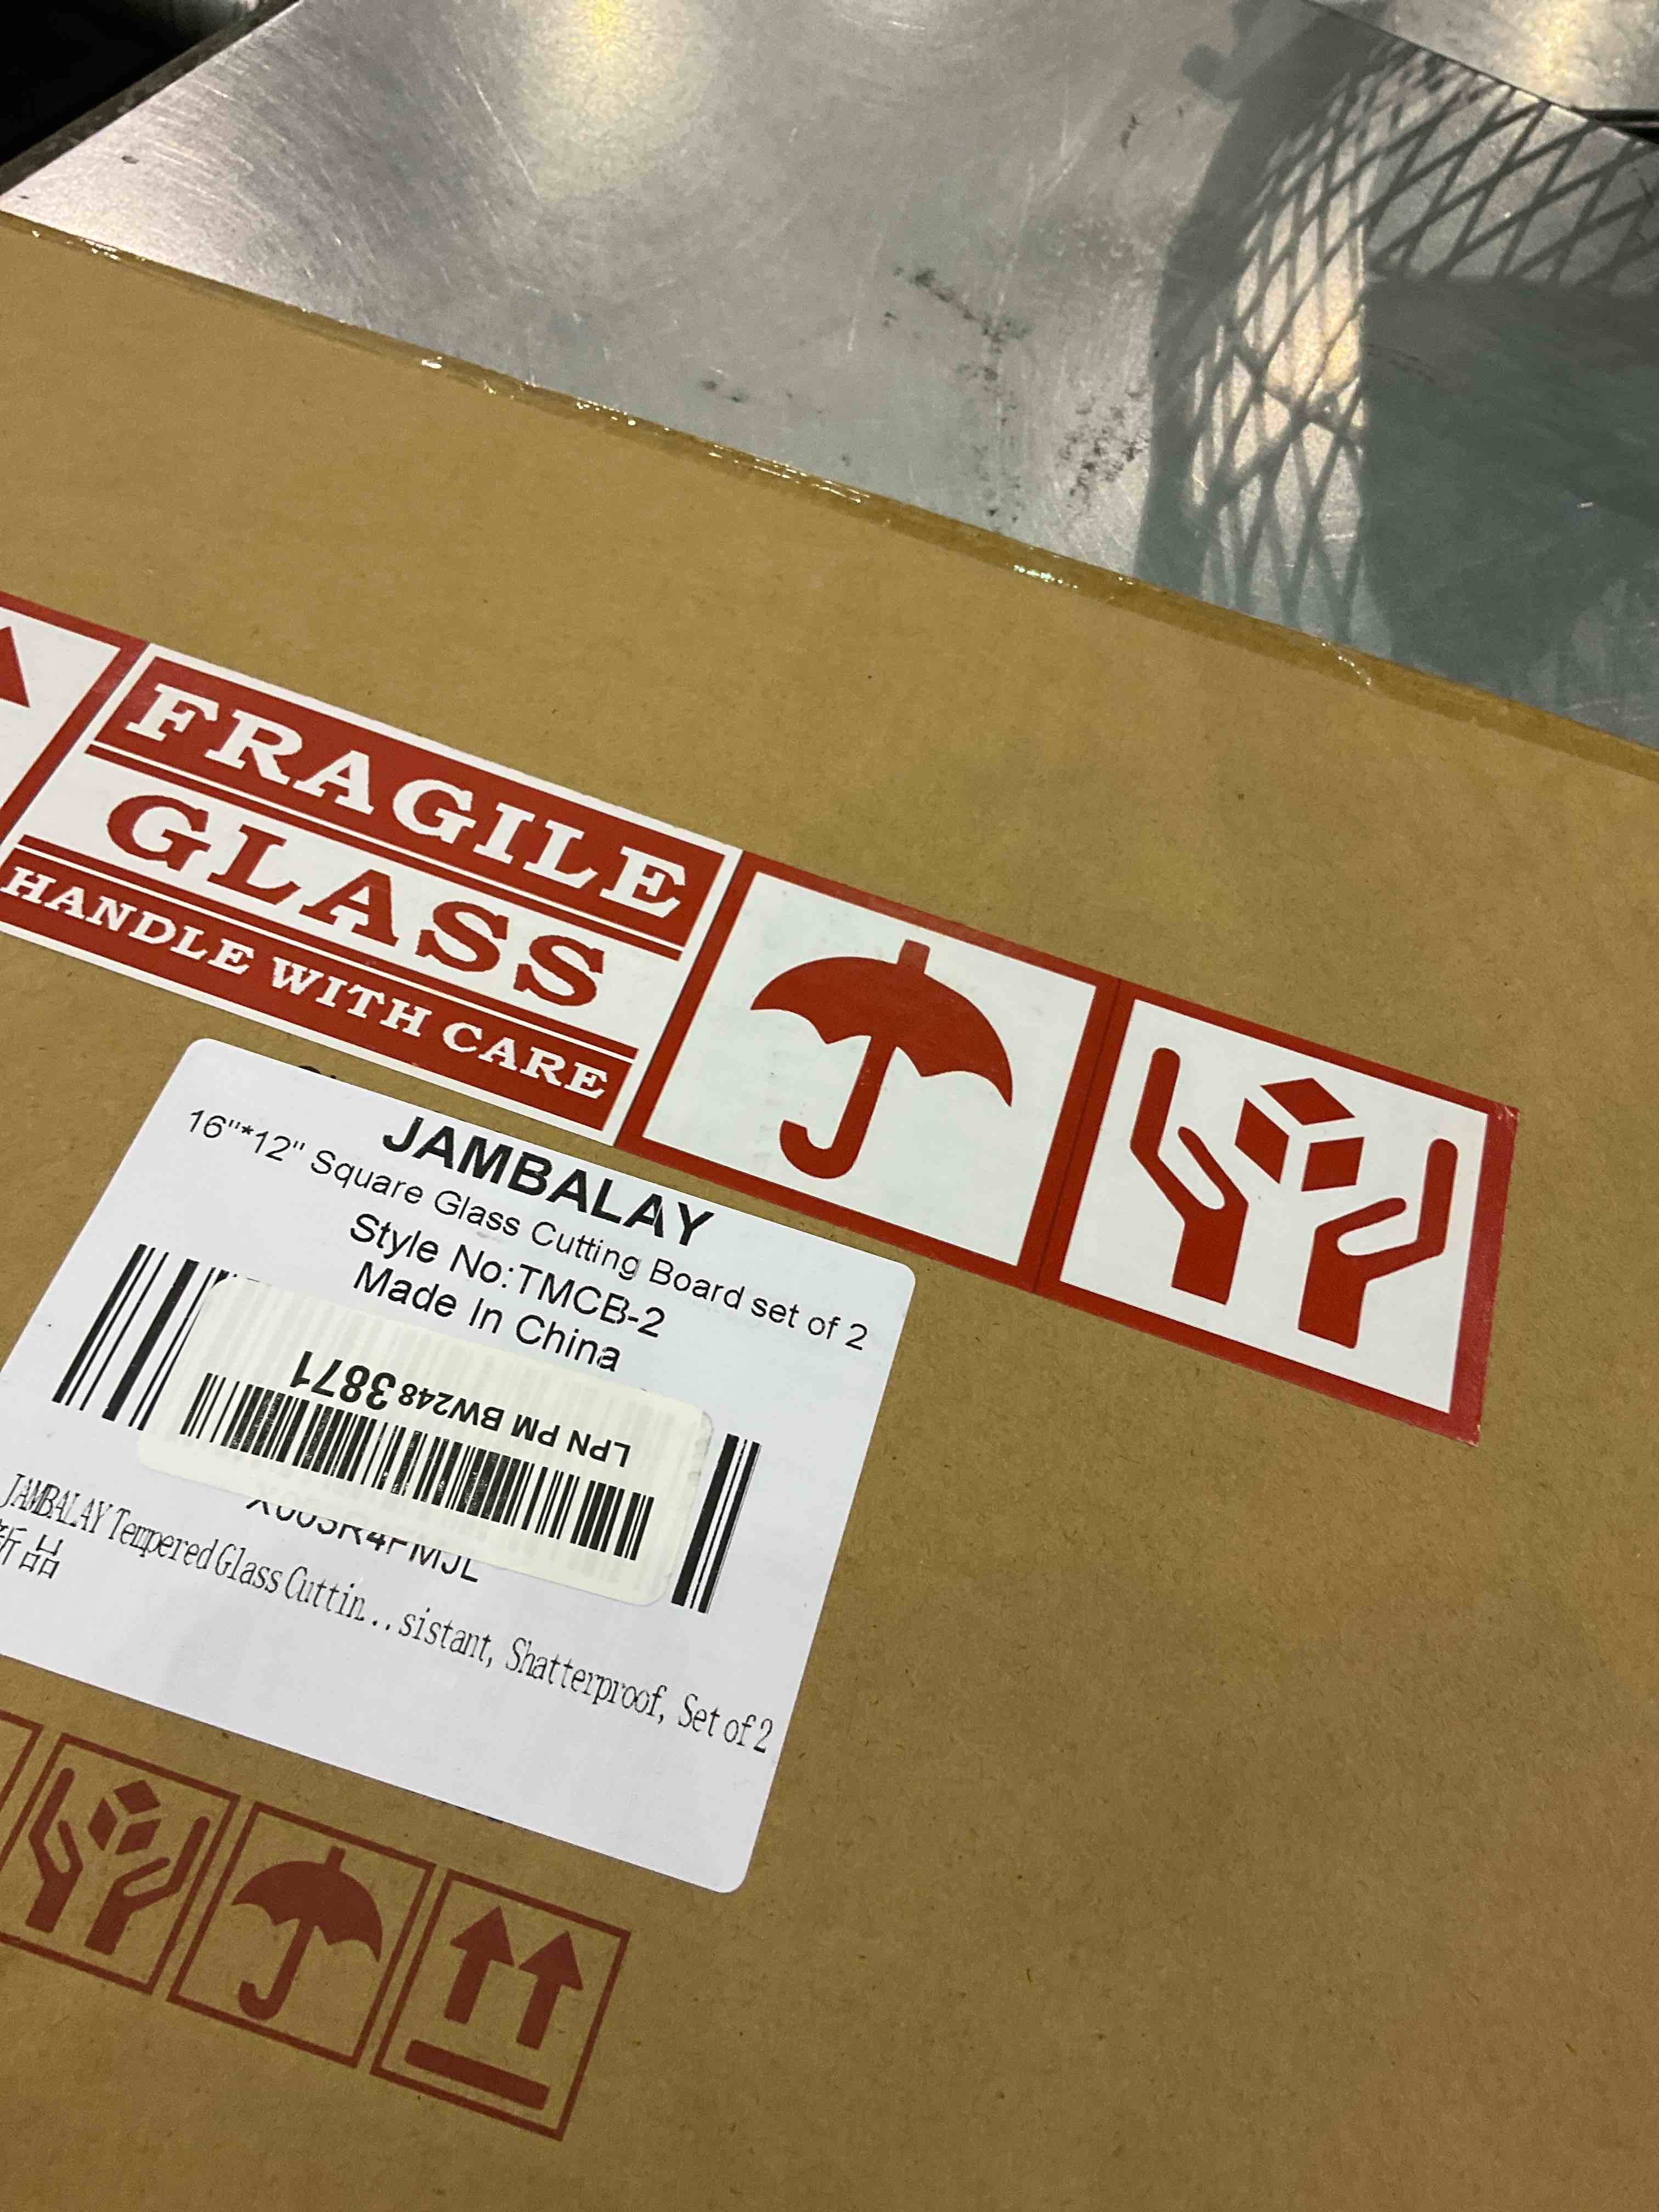 FRAGILE
GLASS
HANDLE WITH CARE
JAMBALAY
16"*12" Square Glass Cutting Board set of 2
Style No:TMCB-2
Made In China
LPN PM BW248 3871
JAMBALAY Tempered Glass Cuttin...sistant, Shatterproof, Set of 2
新品